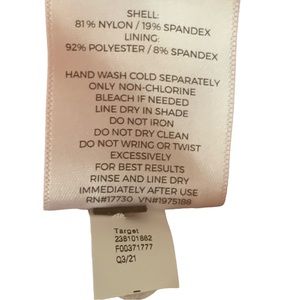 SHELL:
81% NYLON / 19% SPANDEX
LINING:
92% POLYESTER / 8% SPANDEX
HAND WASH COLD SEPARATELY
ONLY NON-CHLORINE
BLEACH IF NEEDED
LINE DRY IN SHADE
DO NOT IRON
DO NOT DRY CLEAN
DO NOT WRING OR TWIST
EXCESSIVELY
FOR BEST RESULTS
RINSE AND LINE DRY
IMMEDIATELY AFTER USE
RN#17730 VN#1975188
Target
238101862
F00371777
Q3/21